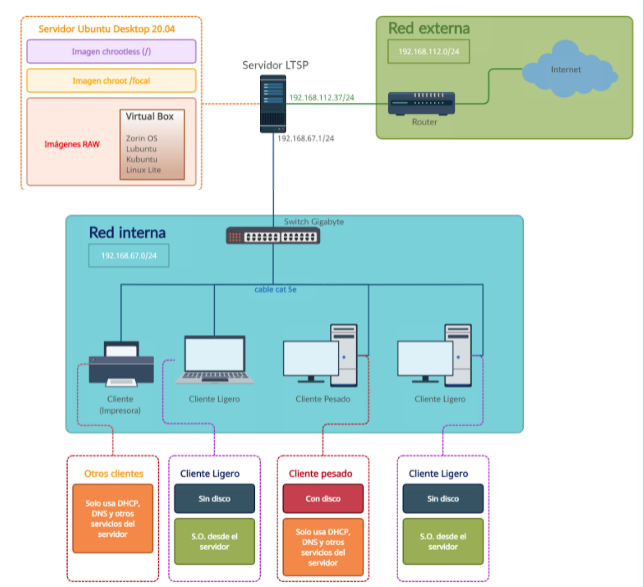 Servidor Ubuntu Desktop 20.04
Imagen chrootless (/)
Imagen chroot /focal
Imágenes RAW
Virtual Box
Zorin OS
Lubuntu
Kubuntu
Linux Lite
Servidor LTSP
192.168.112.37/24
192.168.67.1/24
Red externa
192.168.112.0/24
Internet
Router
Switch Gigabyte
Red interna
192.168.67.0/24
cable cat 5e
Cliente
(Impresora)
Cliente Ligero
Cliente Pesado
Cliente Ligero
Otros clientes
Solo usa DHCP,
DNS y otros
servicios del
servidor
Cliente Ligero
Sin disco
S.O. desde el
servidor
Cliente pesado
Con disco
Solo usa DHCP,
DNS y otros
servicios del
servidor
Cliente Ligero
Sin disco
S.O. desde el
servidor